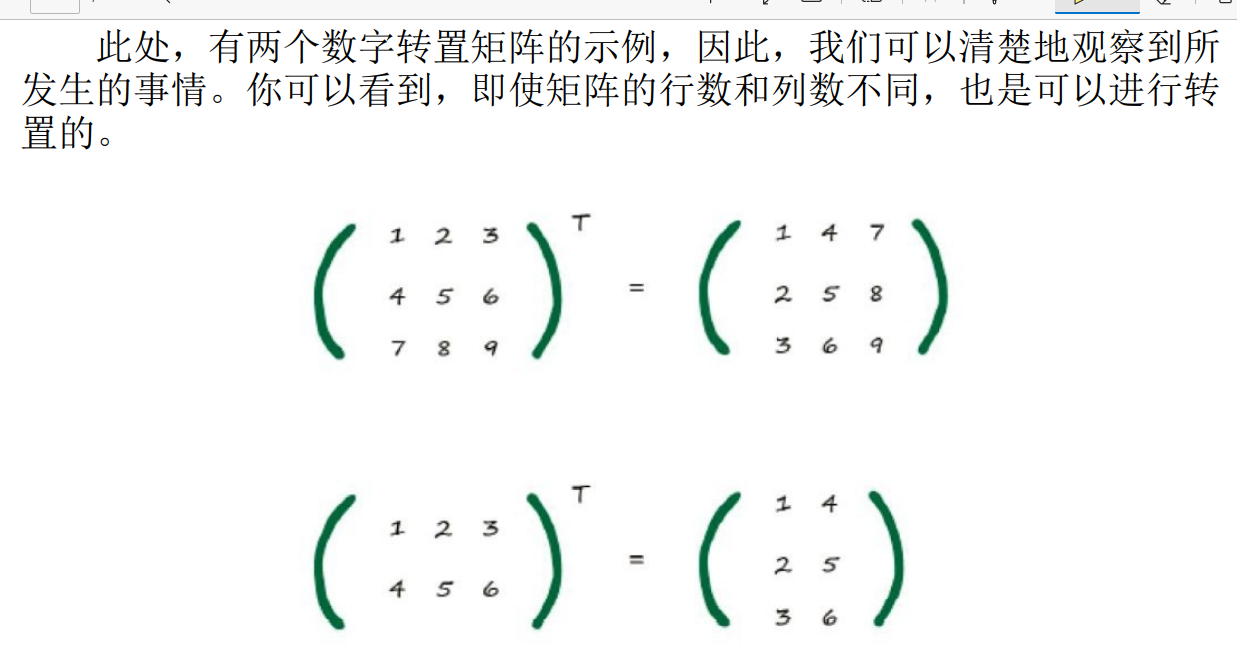 此处，有两个数字转置矩阵的示例，因此，我们可以清楚地观察到所
发生的事情。你可以看到，即使矩阵的行数和列数不同，也是可以进行转
置的。
1 2 3 T 1 4 7
4 5 6 = 2 5 8
7 8 9 3 6 9
1 2 3 T 1 4
4 5 6 = 2 5
3 6